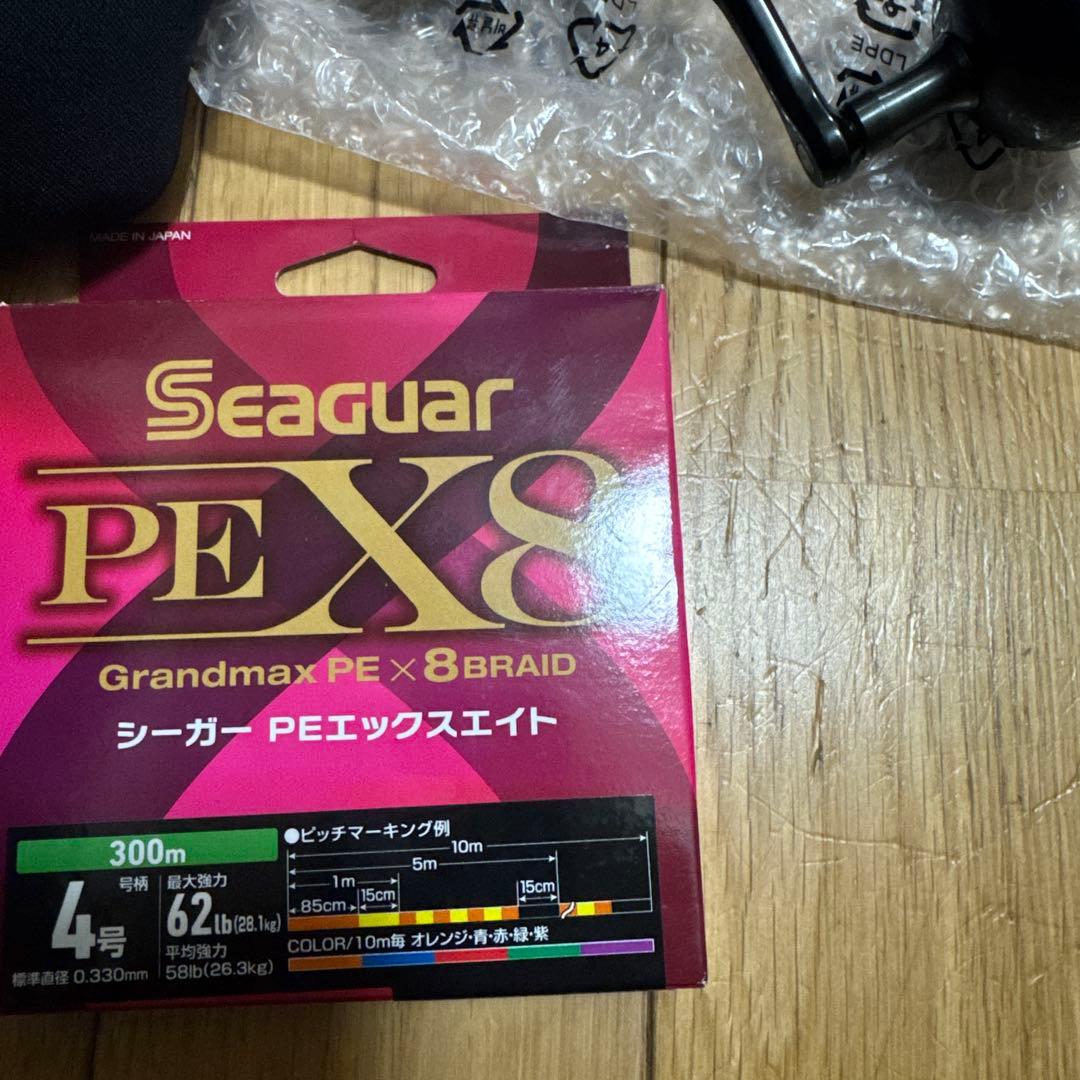 LDPE
MADE IN JAPAN
Seaguar
PEX8
Grandmax PE×8BRAID
シーガー PEエックスエイト
300m
号柄
4号
標準直径 0.330mm
最大強力
62lb(28.1kg)
平均強力
58lb(26.3kg)
●ピッチマーキング例
10m
5m
1m
15cm
15cm
85cm
COLOR/10m毎 オレンジ・青・赤・緑・紫